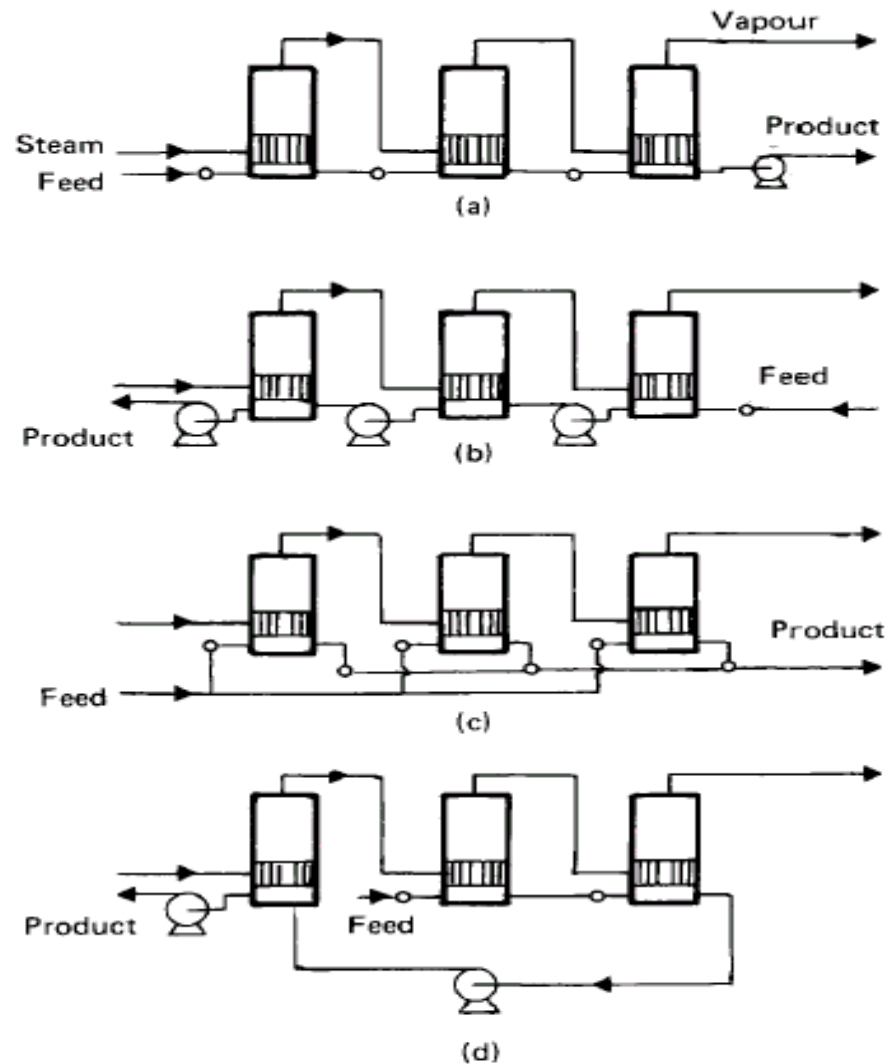 Vapour
Product
Steam
Feed
(a)
Feed
Product
(b)
Product
Feed
(c)
Product
Feed
(d)